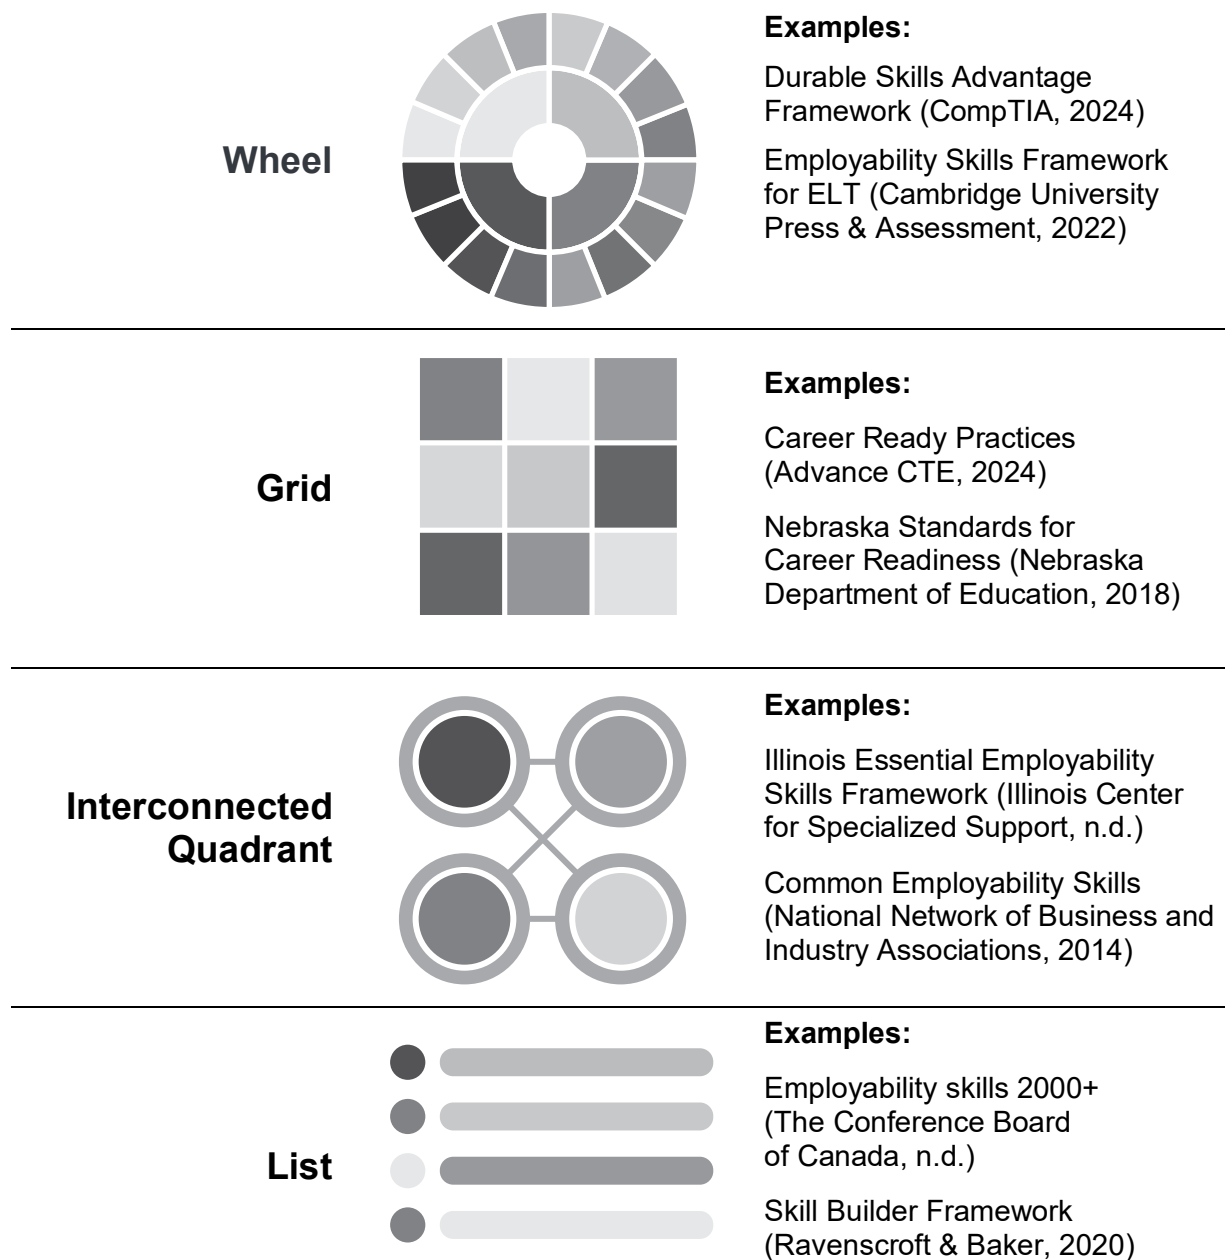 Wheel
Examples:
Durable Skills Advantage
Framework (CompTIA, 2024)
Employability Skills Framework
for ELT (Cambridge University
Press & Assessment, 2022)
Grid
Examples:
Career Ready Practices
(Advance CTE, 2024)
Nebraska Standards for
Career Readiness (Nebraska
Department of Education, 2018)
Interconnected
Quadrant
Examples:
Illinois Essential Employability
Skills Framework (Illinois Center
for Specialized Support, n.d.)
Common Employability Skills
(National Network of Business and
Industry Associations, 2014)
List
Examples:
Employability skills 2000+
(The Conference Board
of Canada, n.d.)
Skill Builder Framework
(Ravenscroft & Baker, 2020)